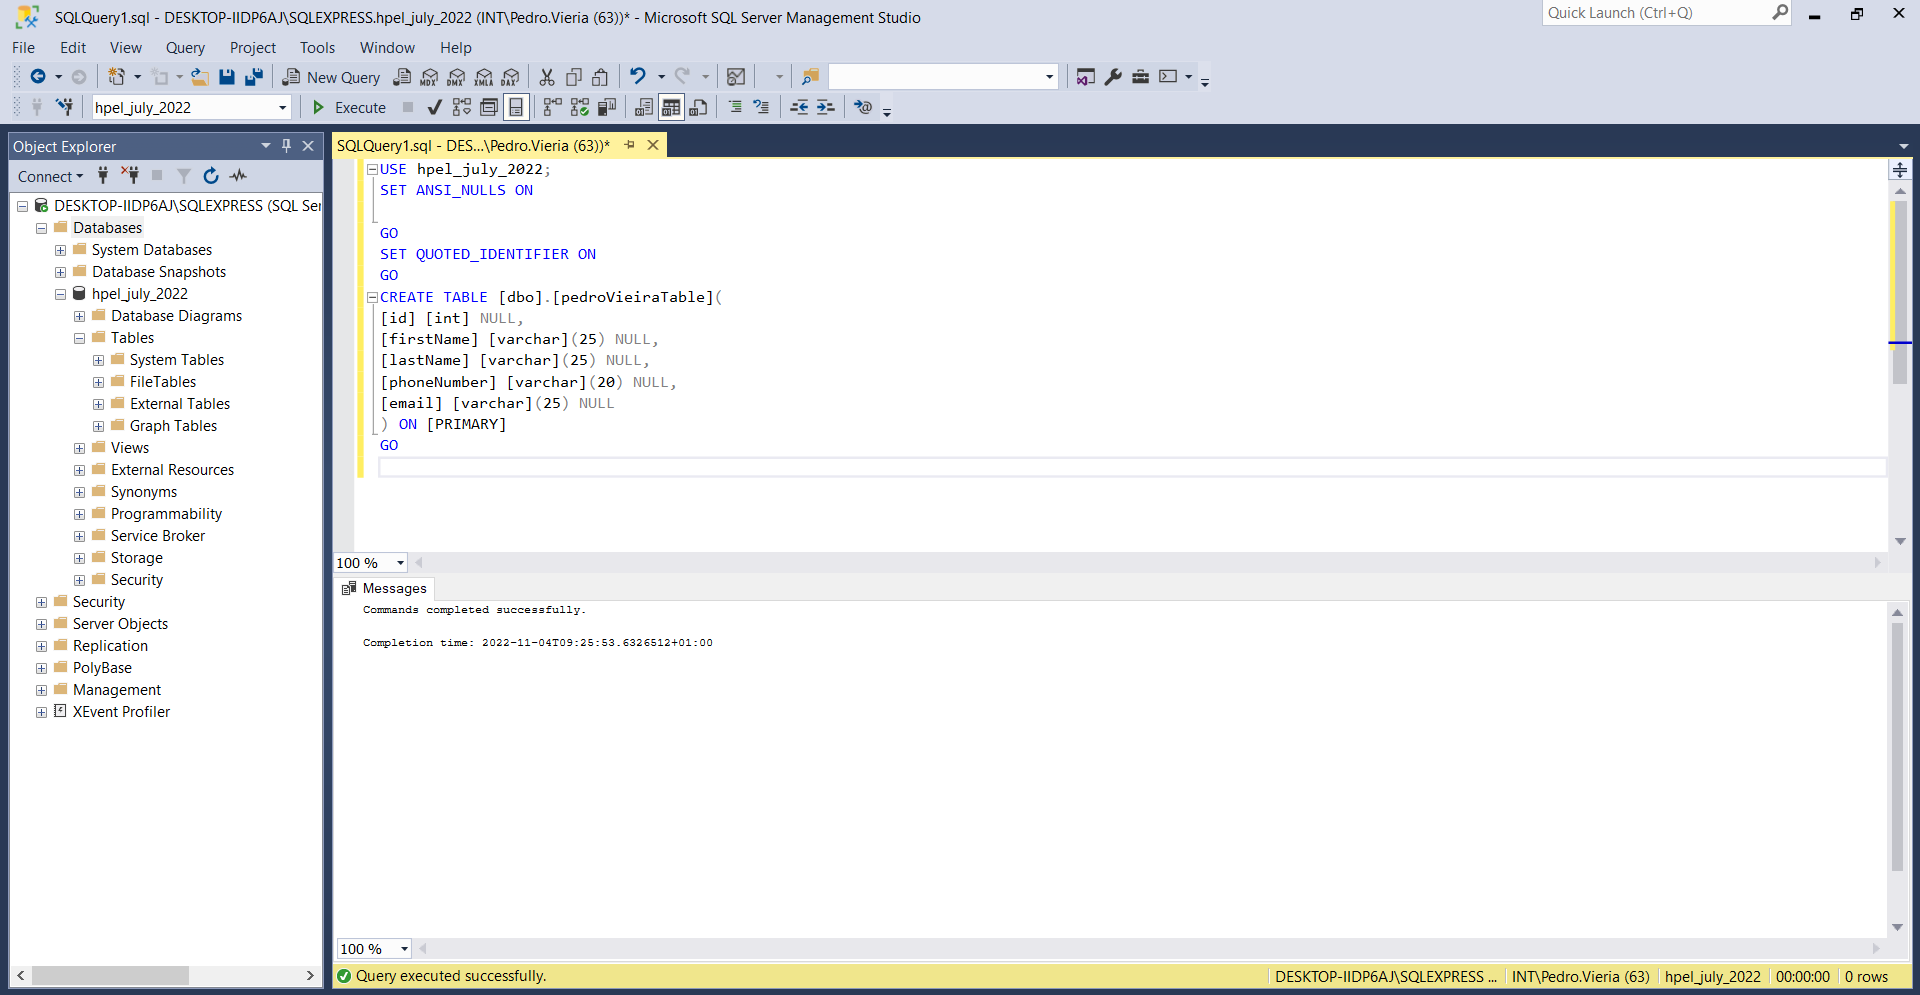 SQLQuery1.sql - DESKTOP-IIDP6AJ\SQLEXPRESS.hpel_july_2022 (INT\Pedro.Vieria (63))* - Microsoft SQL Server Management Studio
Quick Launch (Ctrl+Q)
File Edit View Query Project Tools Window Help
New Query MDX DMX XMLA DAX
hpel_july_2022 Execute
Object Explorer
Connect
DESKTOP-IIDP6AJ\SQLEXPRESS (SQL Ser
Databases
System Databases
Database Snapshots
hpel_july_2022
Database Diagrams
Tables
System Tables
FileTables
External Tables
Graph Tables
Views
External Resources
Synonyms
Programmability
Service Broker
Storage
Security
Security
Server Objects
Replication
PolyBase
Management
XEvent Profiler
SQLQuery1.sql - DES...\Pedro.Vieria (63))*
USE hpel_july_2022;
SET ANSI_NULLS ON
GO
SET QUOTED_IDENTIFIER ON
GO
CREATE TABLE [dbo].[pedroVieiraTable](
[id] [int] NULL,
[firstName] [varchar](25) NULL,
[lastName] [varchar](25) NULL,
[phoneNumber] [varchar](20) NULL,
[email] [varchar](25) NULL
) ON [PRIMARY]
GO
100 %
Messages
Commands completed successfully.
Completion time: 2022-11-04T09:25:53.6326512+01:00
100 %
Query executed successfully.
DESKTOP-IIDP6AJ\SQLEXPRESS ... INT\Pedro.Vieria (63) hpel_july_2022 00:00:00 0 rows